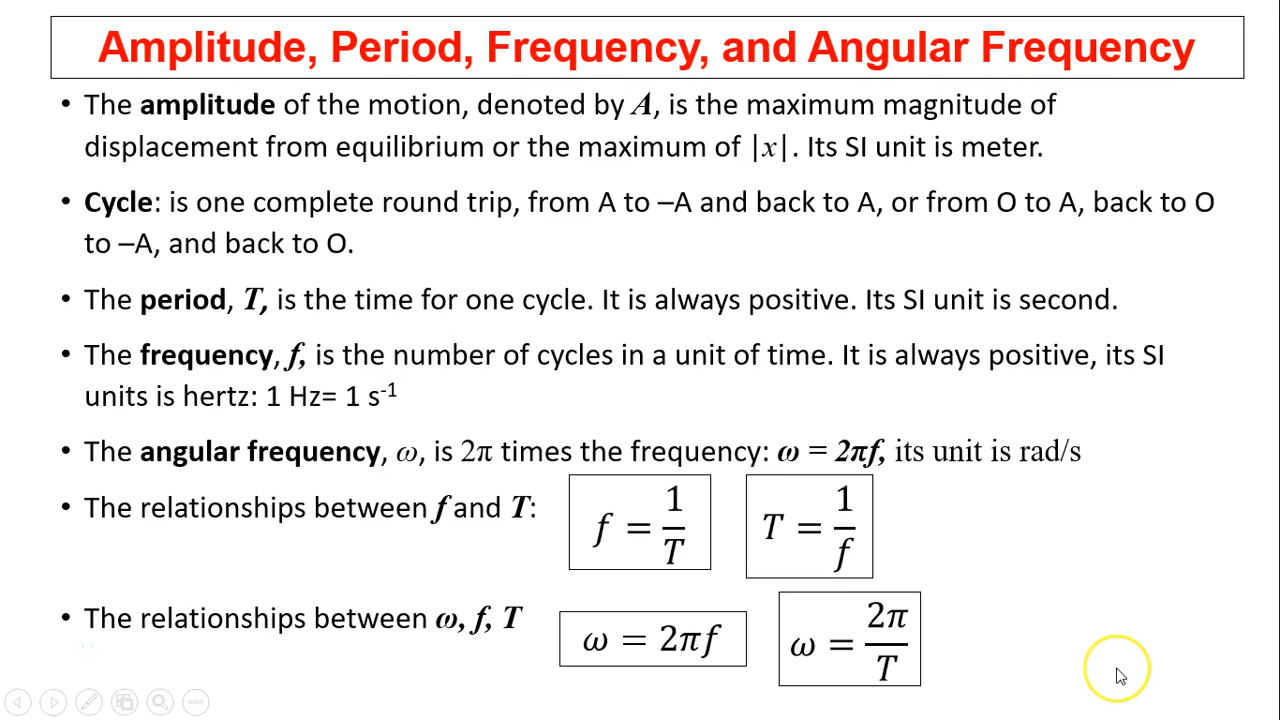 Amplitude, Period, Frequency, and Angular Frequency
• The amplitude of the motion, denoted by A, is the maximum magnitude of
displacement from equilibrium or the maximum of |x|. Its SI unit is meter.
• Cycle: is one complete round trip, from A to –A and back to A, or from O to A, back to O
to –A, and back to O.
• The period, T, is the time for one cycle. It is always positive. Its SI unit is second.
• The frequency, f, is the number of cycles in a unit of time. It is always positive, its SI
units is hertz: 1 Hz= 1 s⁻¹
• The angular frequency, ω, is 2π times the frequency: ω = 2πf, its unit is rad/s
• The relationships between f and T: f = 1/T T = 1/f
• The relationships between ω, f, T ω = 2πf ω = 2π/T